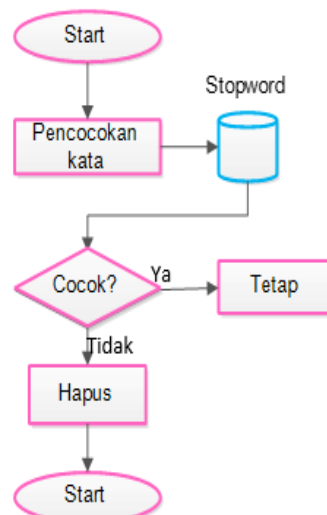 Start
Stopword
Pencocokan
kata
Cocok?
Ya
Tetap
Tidak
Hapus
Start